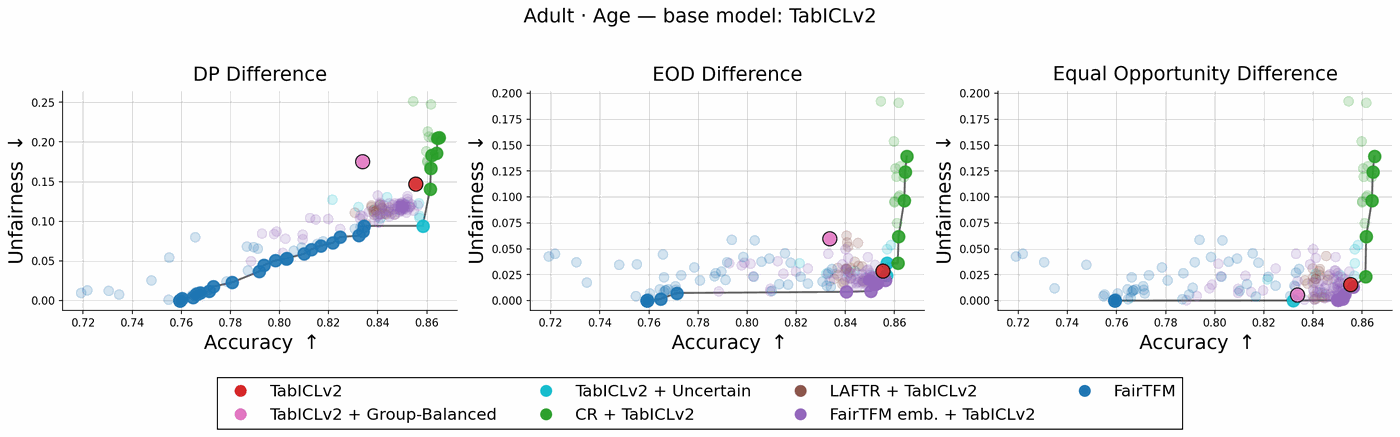 Adult · Age — base model: TabICLv2
DP Difference
EOD Difference
Equal Opportunity Difference
Unfairness ↓
0.25
0.20
0.15
0.10
0.05
0.00
0.72 0.74 0.76 0.78 0.80 0.82 0.84 0.86
Accuracy ↑
Unfairness ↓
0.200
0.175
0.150
0.125
0.100
0.075
0.050
0.025
0.000
0.72 0.74 0.76 0.78 0.80 0.82 0.84 0.86
Accuracy ↑
Unfairness ↓
0.200
0.175
0.150
0.125
0.100
0.075
0.050
0.025
0.000
0.72 0.74 0.76 0.78 0.80 0.82 0.84 0.86
Accuracy ↑
TabICLv2
TabICLv2 + Group-Balanced
TabICLv2 + Uncertain
CR + TabICLv2
LAFTR + TabICLv2
FairTFM emb. + TabICLv2
FairTFM